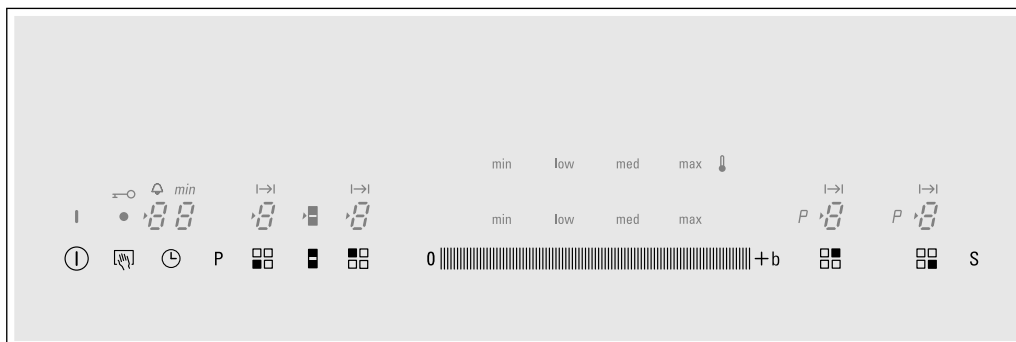 min low med max
min
88 8 8 min low med max P 8 P 8
P 0 +b S